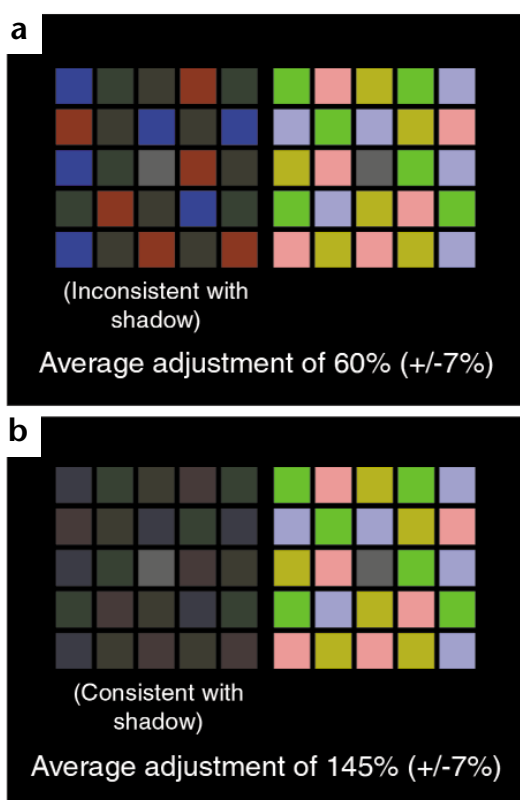 a
(Inconsistent with
shadow)
Average adjustment of 60% (+/-7%)
b
(Consistent with
shadow)
Average adjustment of 145% (+/-7%)